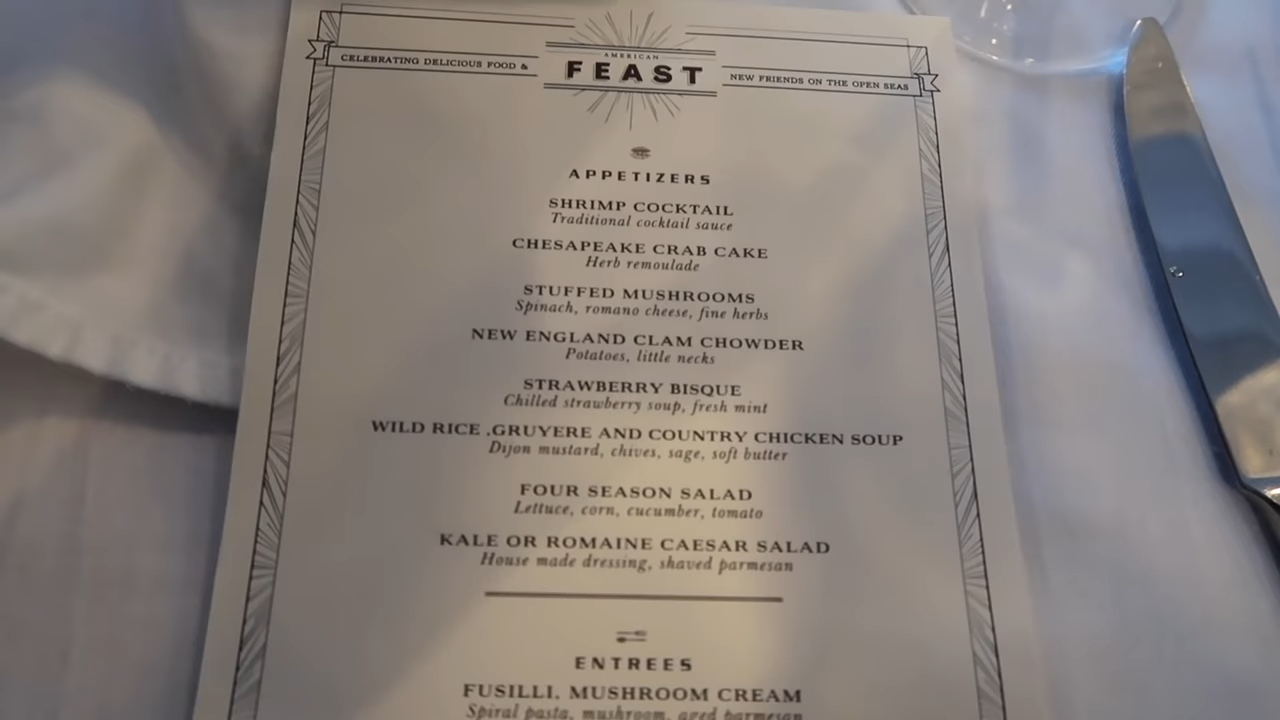 AMERICAN
CELEBRATING DELICIOUS FOOD & FEAST NEW FRIENDS ON THE OPEN SEAS
APPETIZERS
SHRIMP COCKTAIL
Traditional cocktail sauce
CHESAPEAKE CRAB CAKE
Herb remoulade
STUFFED MUSHROOMS
Spinach, romano cheese, fine herbs
NEW ENGLAND CLAM CHOWDER
Potatoes, little necks
STRAWBERRY BISQUE
Chilled strawberry soup, fresh mint
WILD RICE ,GRUYERE AND COUNTRY CHICKEN SOUP
Dijon mustard, chives, sage, soft butter
FOUR SEASON SALAD
Lettuce, corn, cucumber, tomato
KALE OR ROMAINE CAESAR SALAD
House made dressing, shaved parmesan
ENTREES
FUSILLI, MUSHROOM CREAM
Spiral pasta, mushroom, aged parmesan